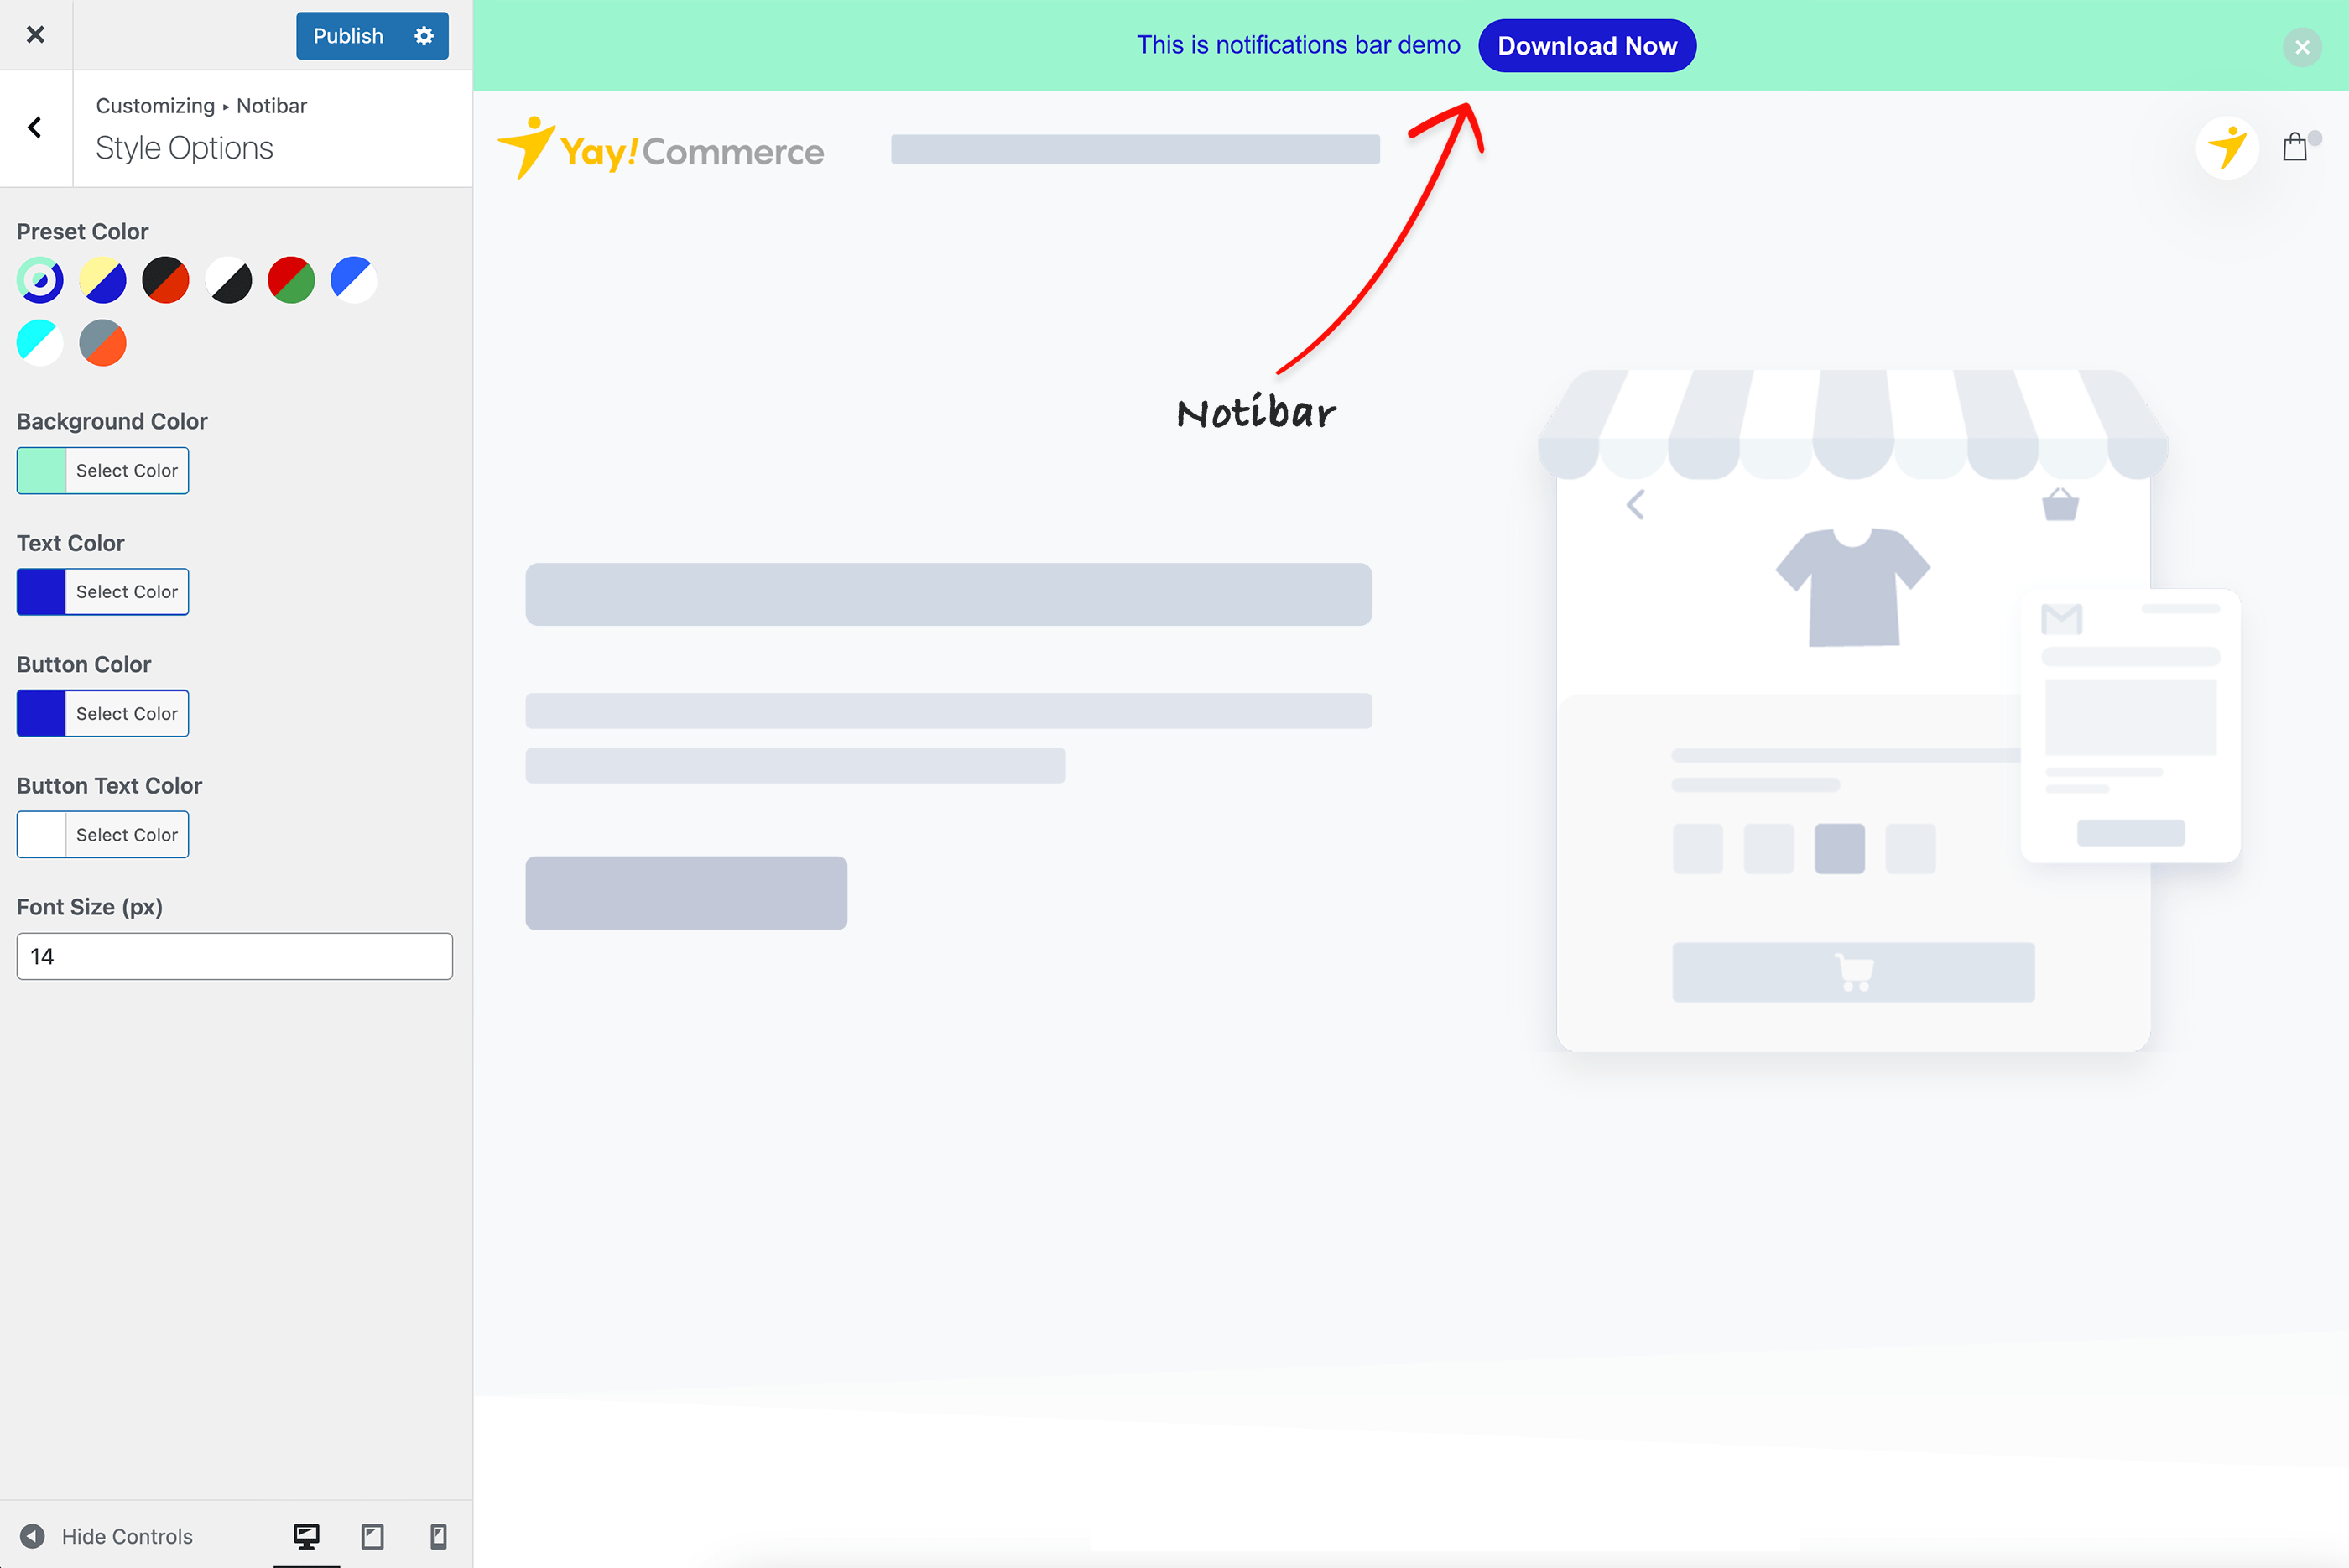 Publish
Customizing ▸ Notibar
Style Options
Preset Color
Background Color
Select Color
Text Color
Select Color
Button Color
Select Color
Button Text Color
Select Color
Font Size (px)
14
Hide Controls
This is notifications bar demo
Download Now
Yay!Commerce
Notibar